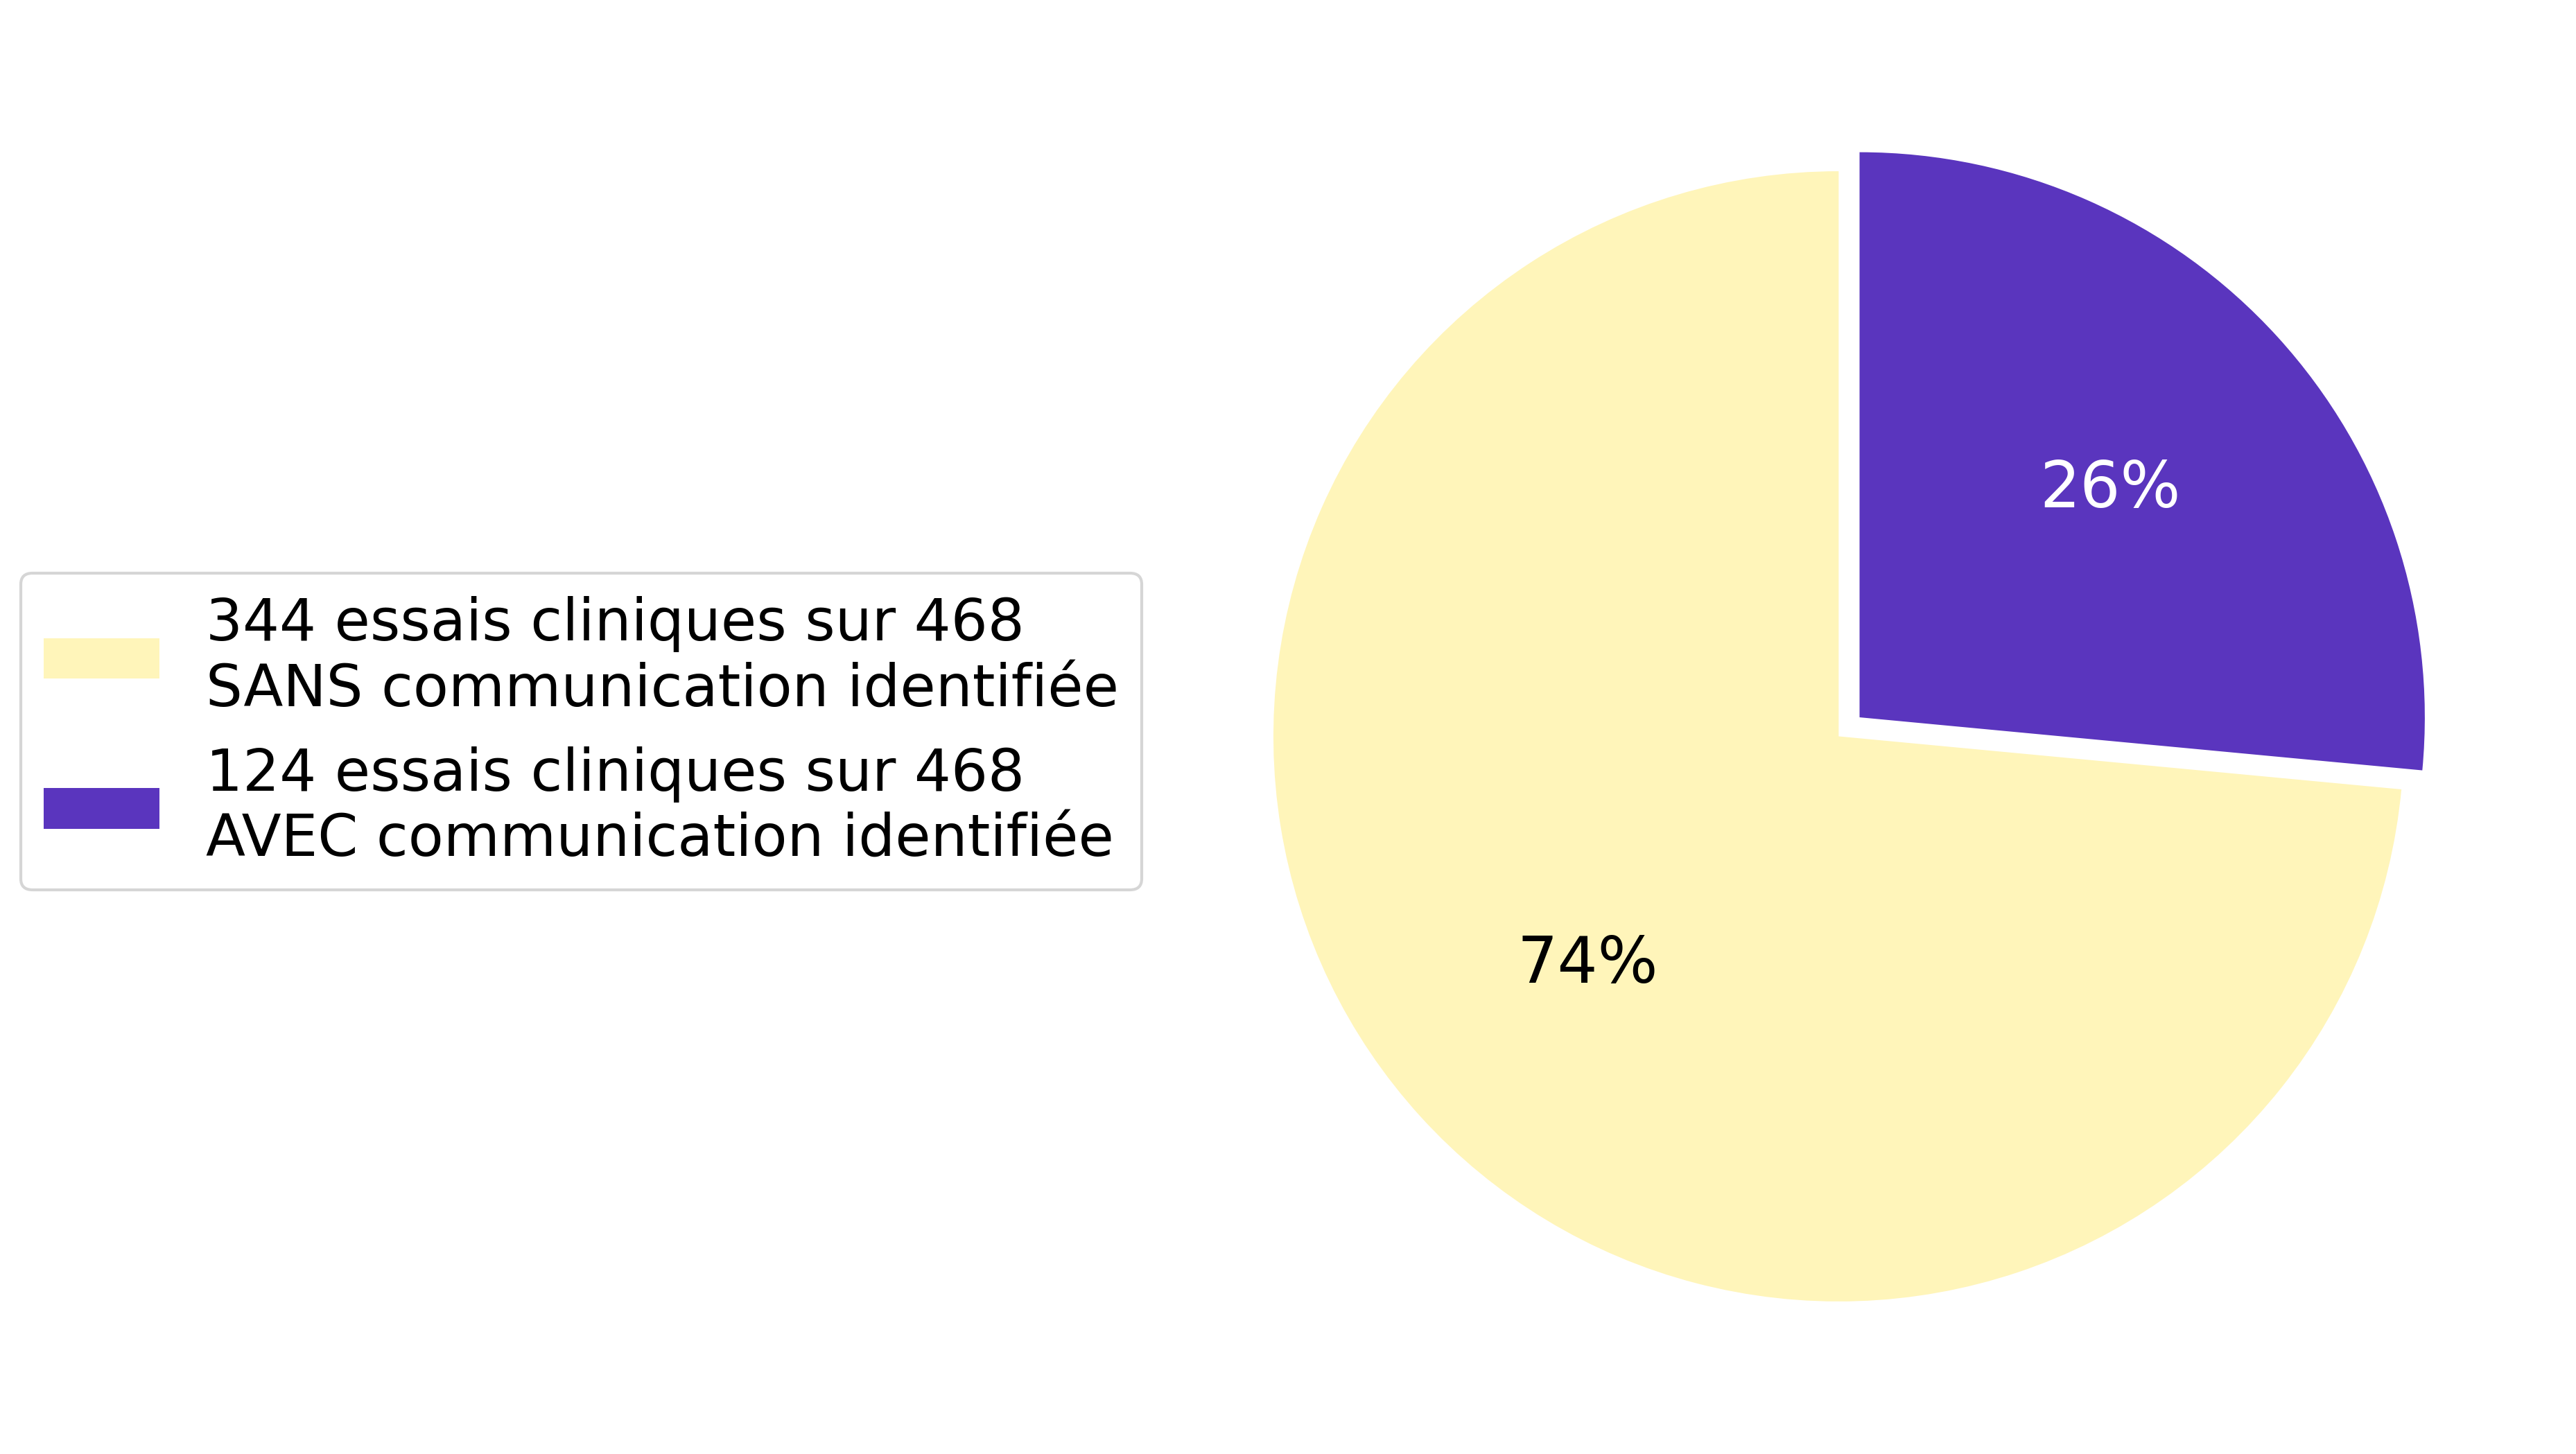 344 essais cliniques sur 468
SANS communication identifiée
124 essais cliniques sur 468
AVEC communication identifiée
26%
74%